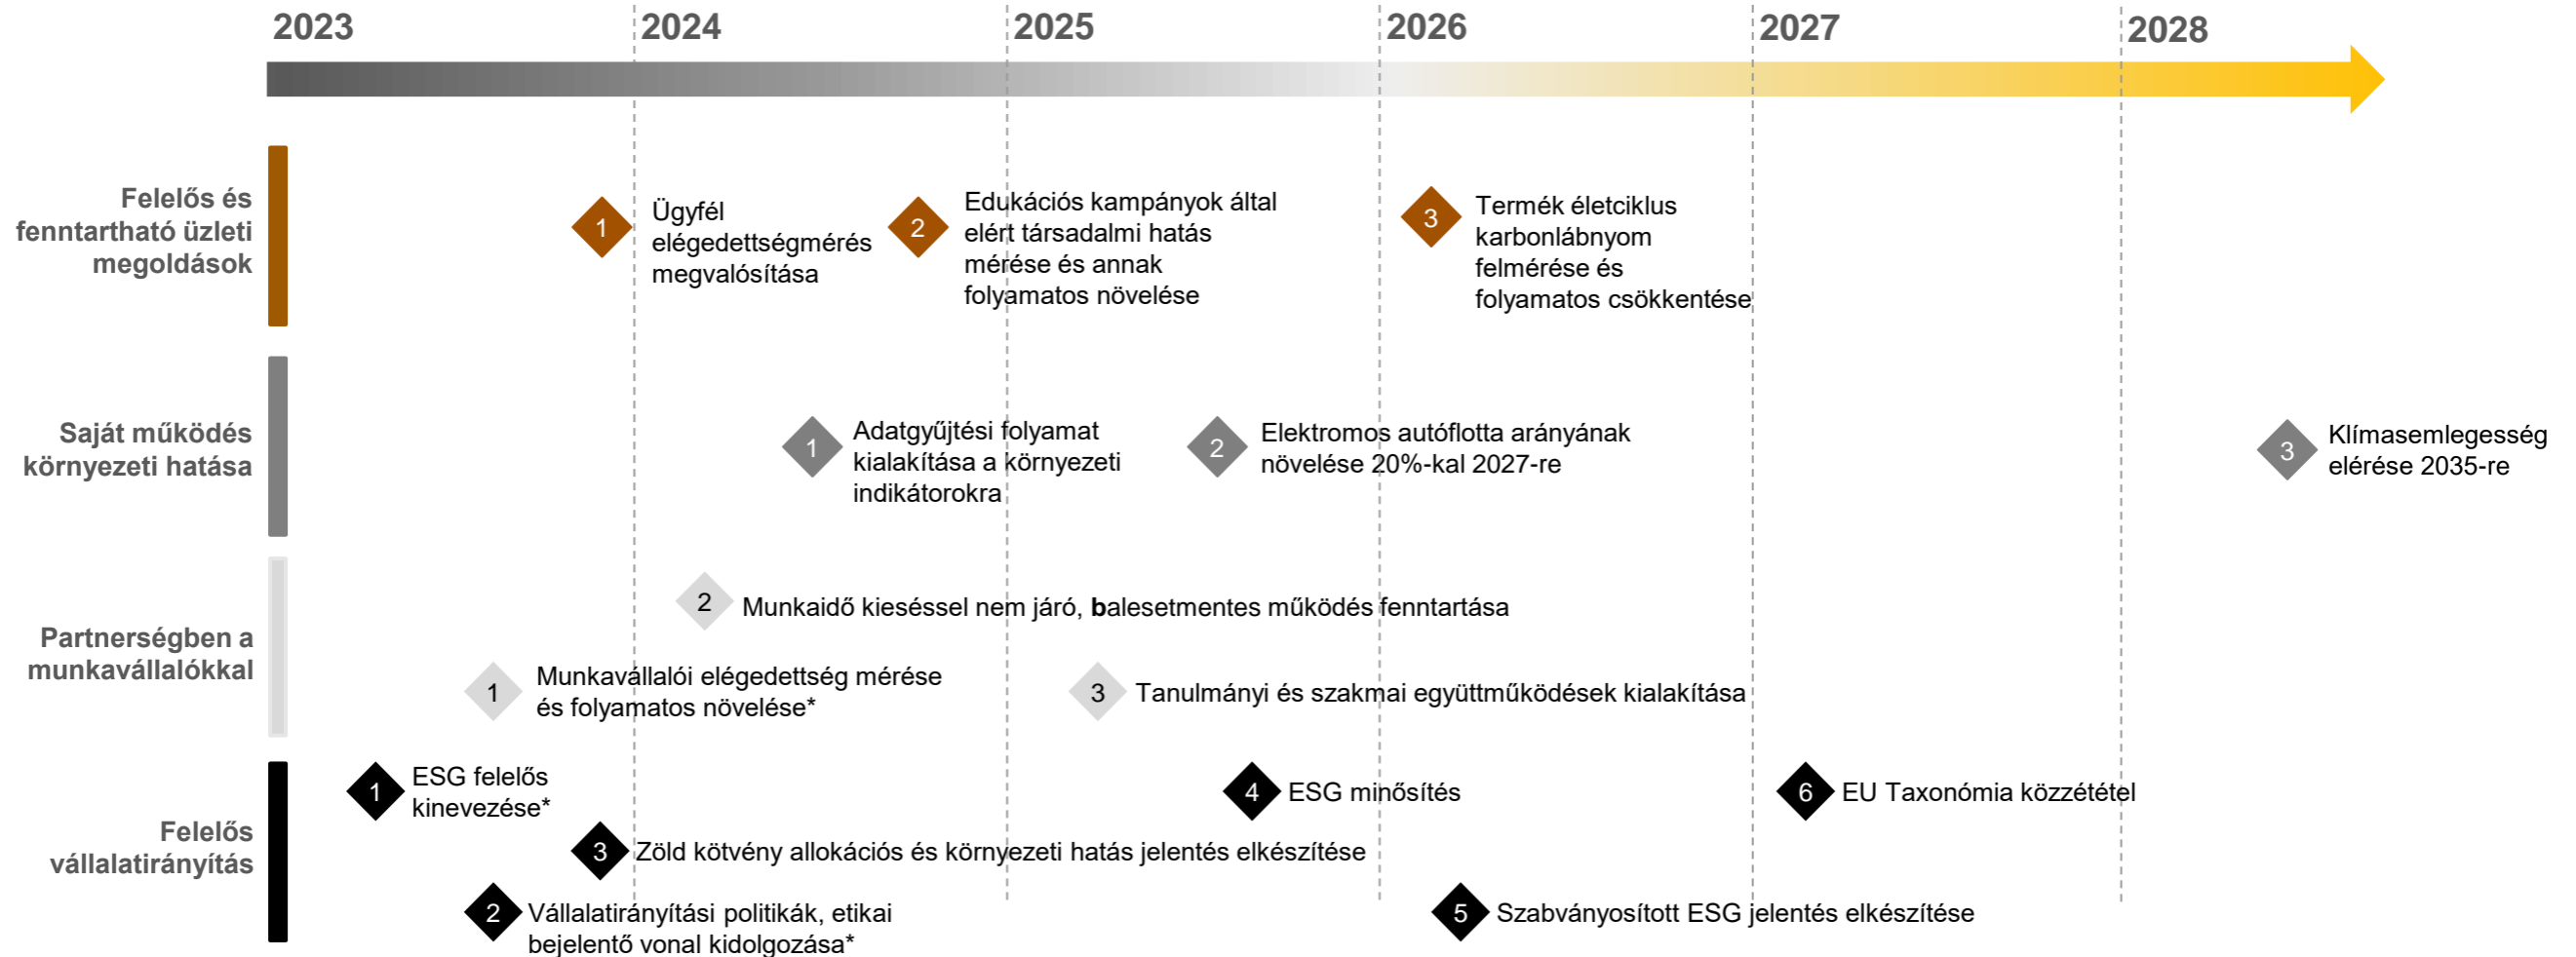 2023
2024
2025
2026
2027
2028
Felelős és
fenntartható üzleti
megoldások
1
Ügyfél
elégedettségmérés
megvalósítása
2
Edukációs kampányok által
elért társadalmi hatás
mérése és annak
folyamatos növelése
3
Termék életciklus
karbonlábnyom
felmérése és
folyamatos csökkentése
Saját működés
környezeti hatása
1
Adatgyűjtési folyamat
kialakítása a környezeti
indikátorokra
2
Elektromos autóflotta arányának
növelése 20%-kal 2027-re
3
Klímasemlegesség
elérése 2035-re
Partnerségben a
munkavállalókkal
2
Munkaidő kieséssel nem járó, balesetmentes működés fenntartása
1
Munkavállalói elégedettség mérése
és folyamatos növelése*
3
Tanulmányi és szakmai együttműködések kialakítása
Felelős
vállalatirányítás
1
ESG felelős
kinevezése*
4
ESG minősítés
6
EU Taxonómia közzététel
3
Zöld kötvény allokációs és környezeti hatás jelentés elkészítése
2
Vállalatirányítási politikák, etikai
bejelentő vonal kidolgozása*
5
Szabványosított ESG jelentés elkészítése